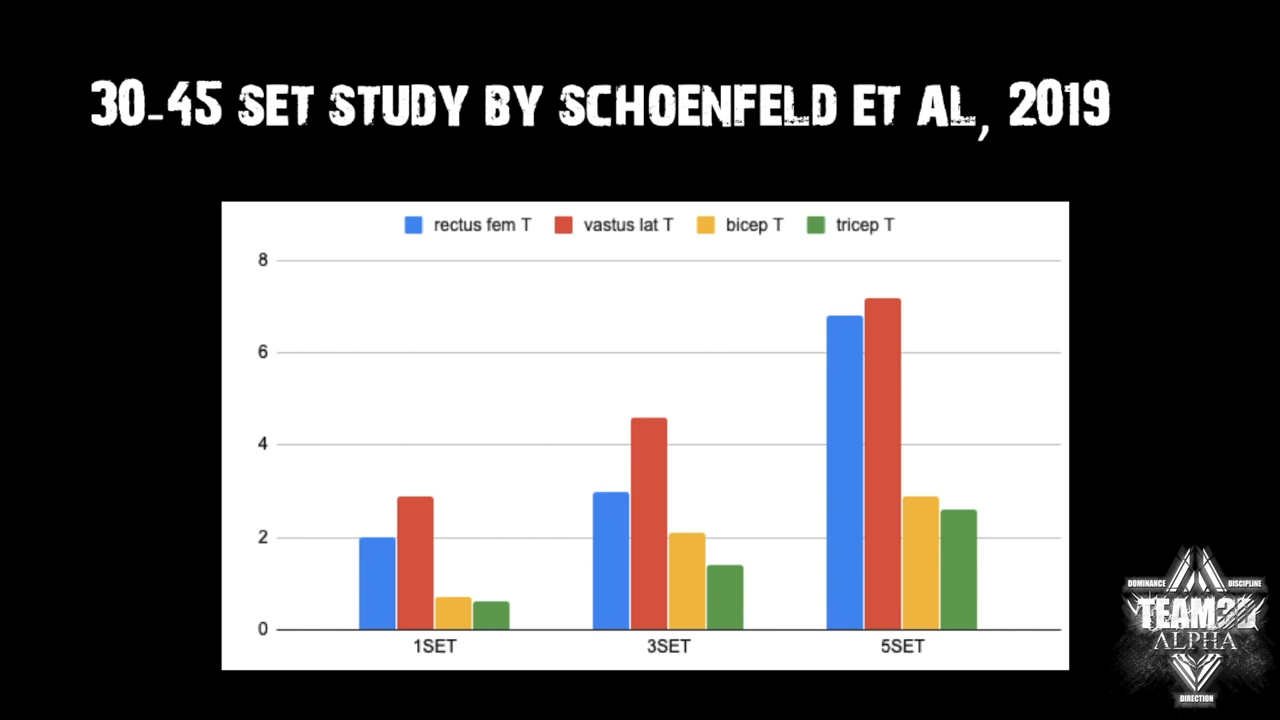 30-45 SET STUDY BY SCHOENFELD ET AL, 2019
rectus fem T vastus lat T bicep T tricep T
8
6
4
2
0
1SET 3SET 5SET
DOMINANCE DISCIPLINE
TEAM3D
ALPHA
DIRECTION